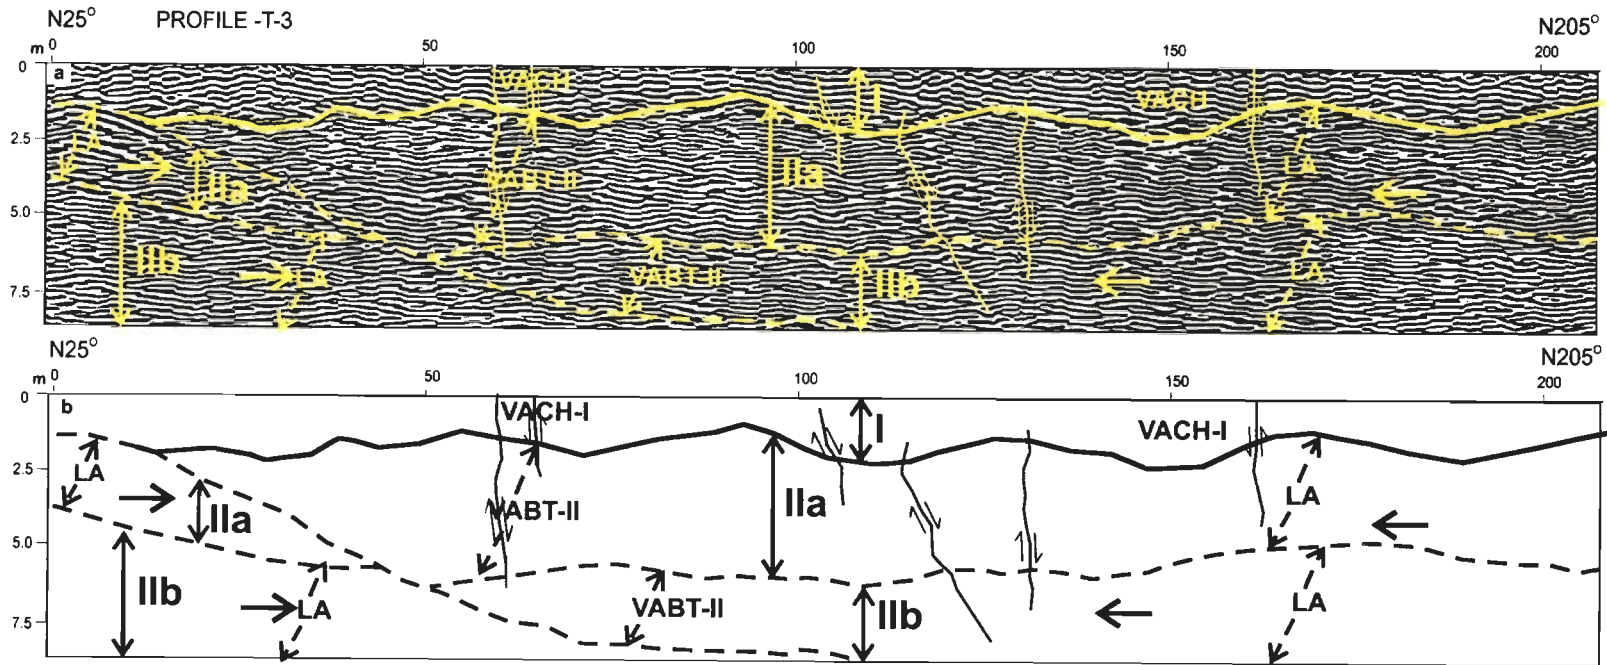 N25° PROFILE -T-3 N205°
m 0 50 100 150 200
0
a
VACH
I
VACH
2.5
LA
IIa
VABT-II
IIa
LA
5.0
IIb
LA
VABT-II
IIb
LA
7.5
N25° N205°
m 0 50 100 150 200
0
b
VACH-I
I
VACH-I
2.5
LA
IIa
VABT-II
IIa
LA
5.0
IIb
LA
VABT-II
IIb
LA
7.5